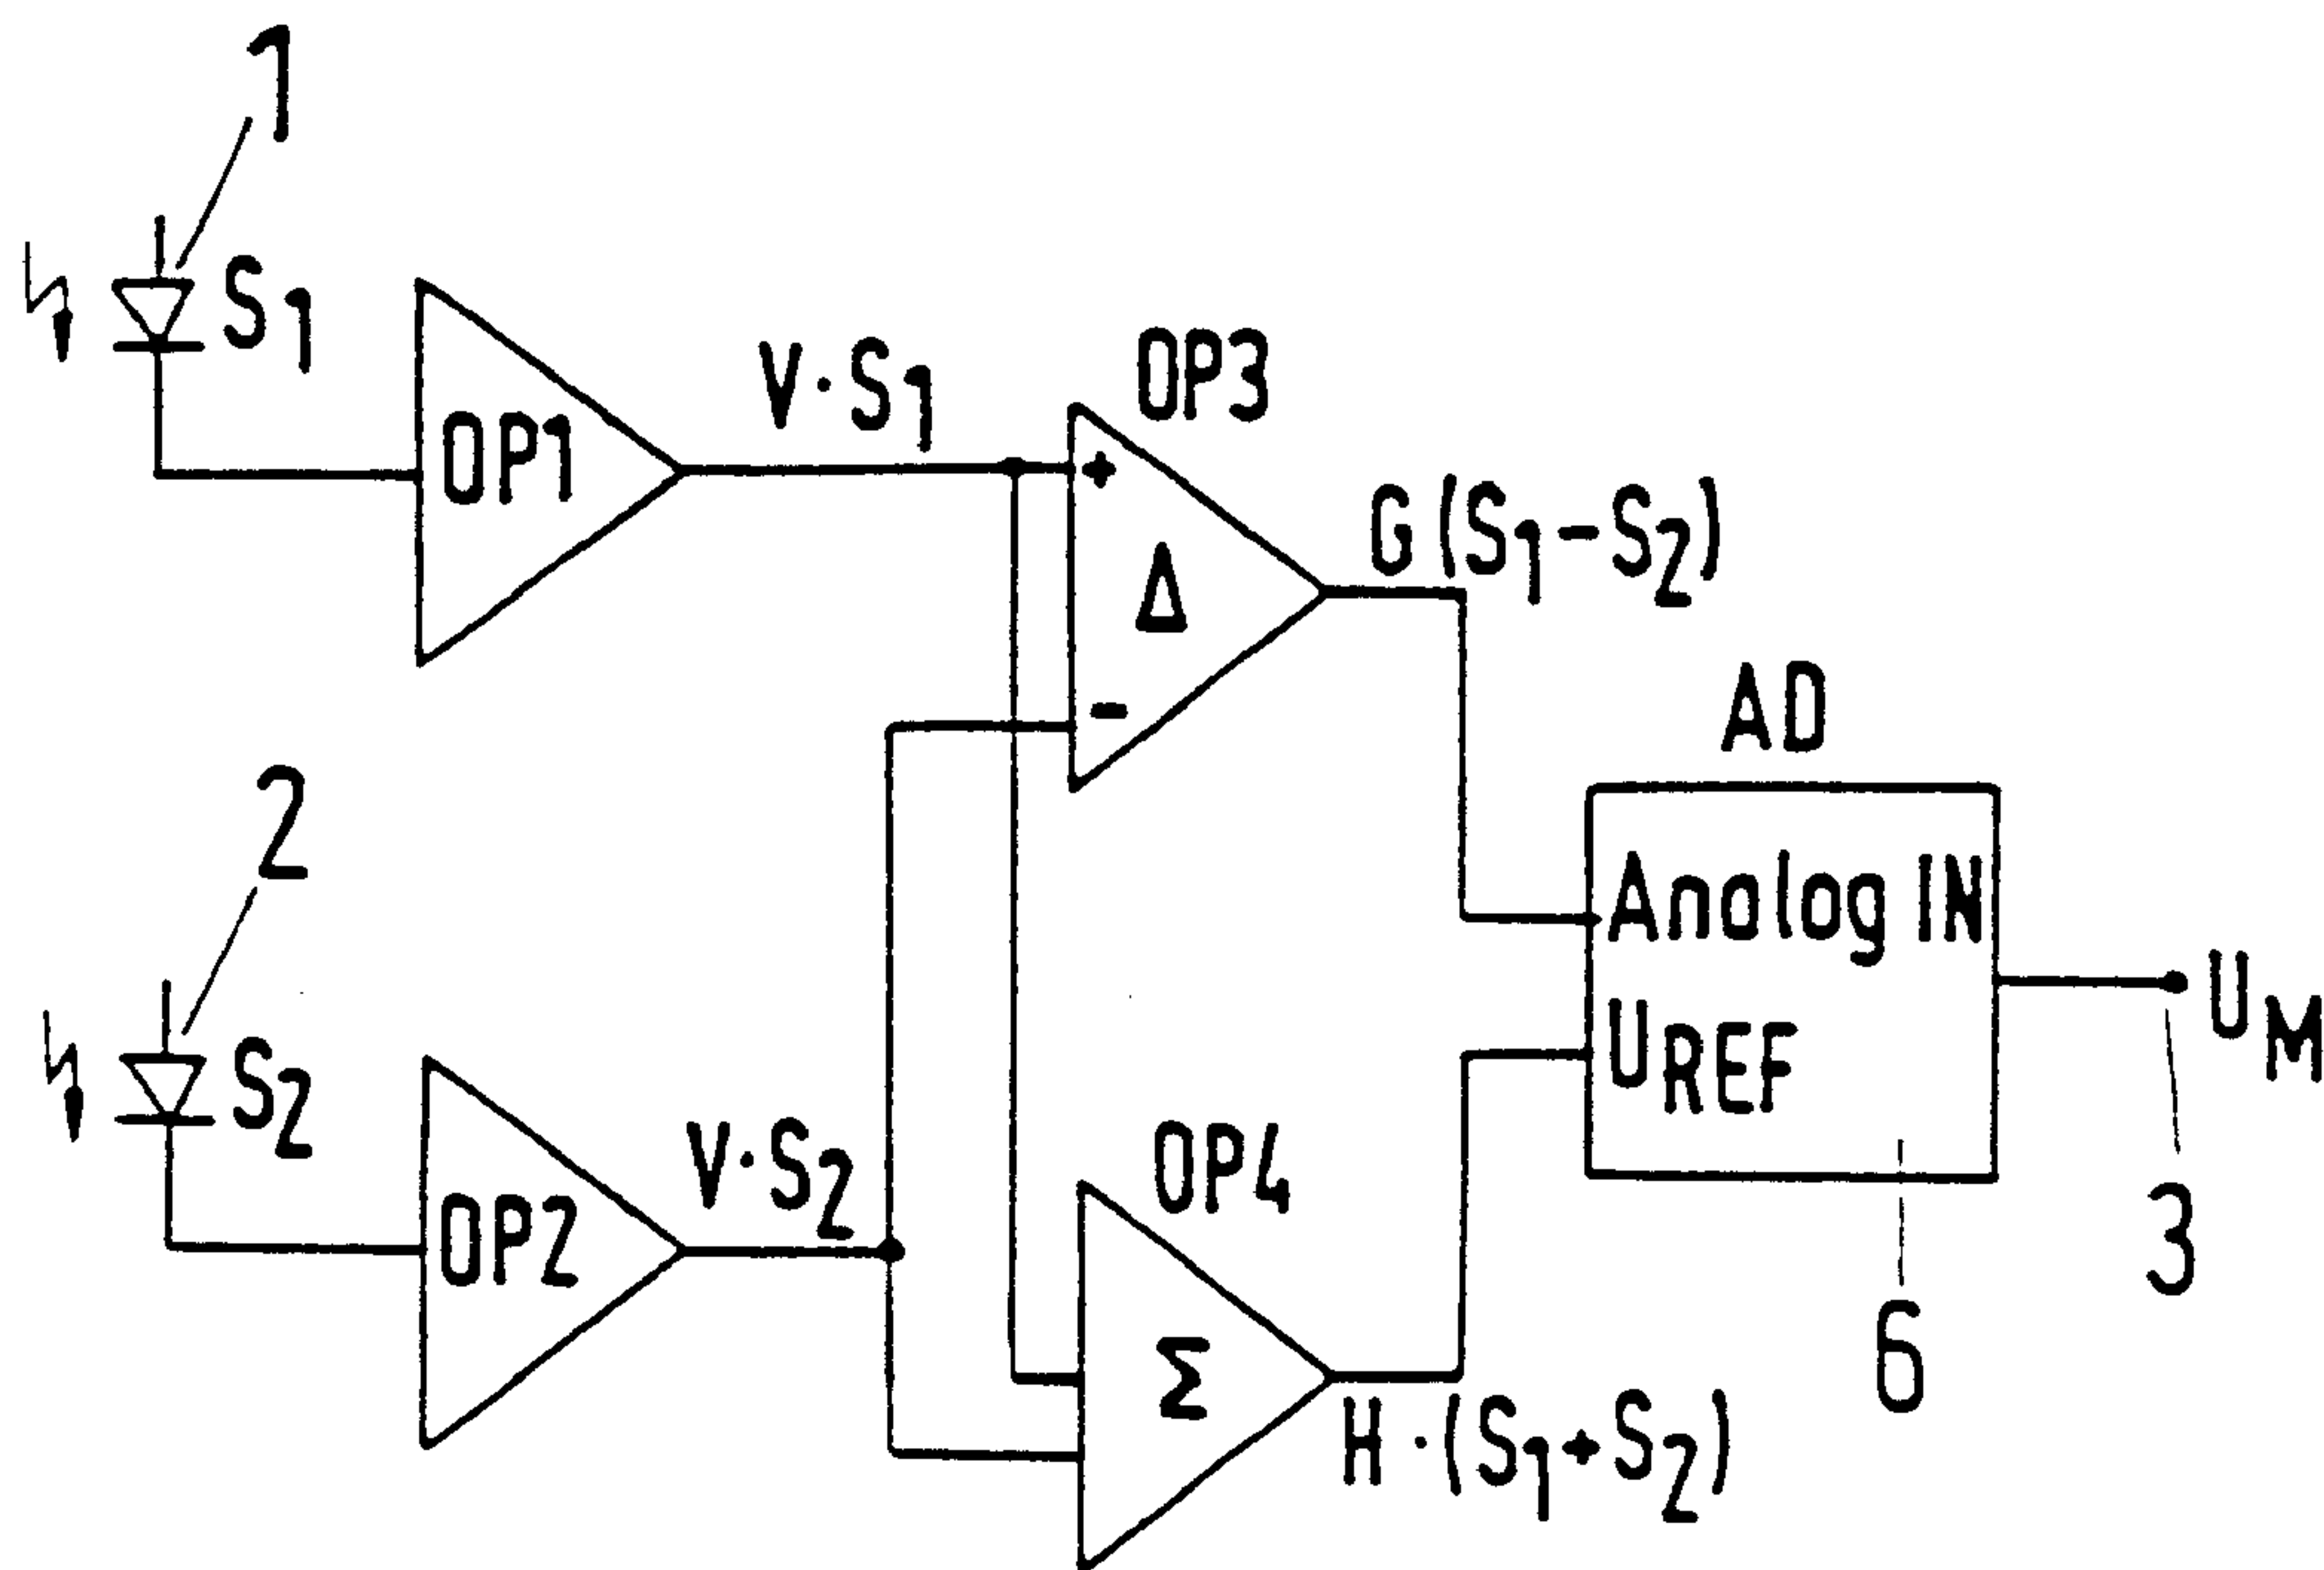 1
S1
OP1
V·S1
OP3
+
Δ
-
G(S1-S2)
AD
Analog IN
UREF
UM
3
6
2
S2
OP2
V·S2
OP4
Σ
H·(S1+S2)